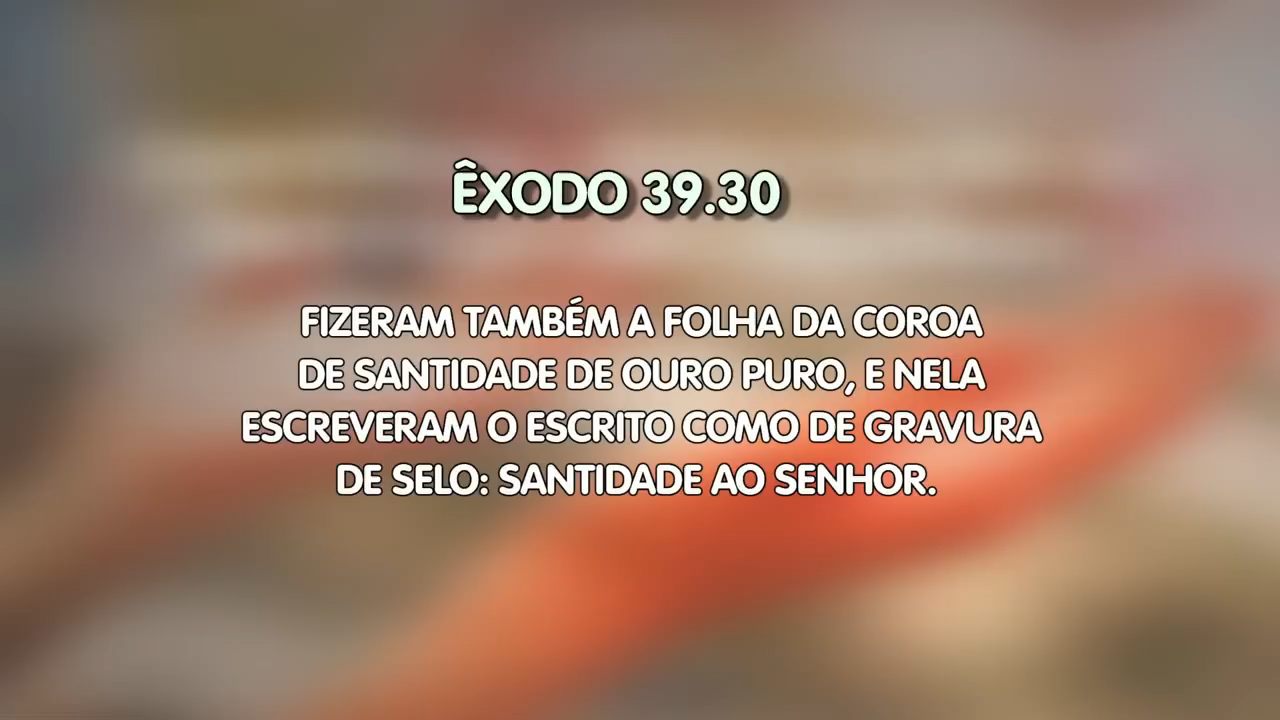 ÊXODO 39.30
FIZERAM TAMBÉM A FOLHA DA COROA
DE SANTIDADE DE OURO PURO, E NELA
ESCREVERAM O ESCRITO COMO DE GRAVURA
DE SELO: SANTIDADE AO SENHOR.